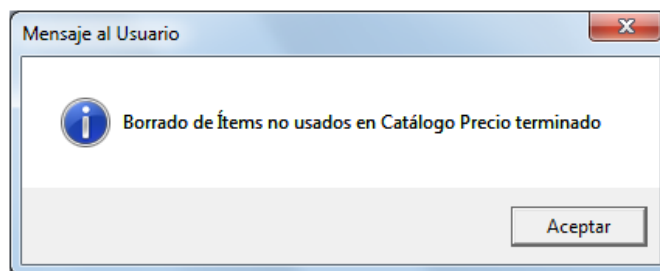 Mensaje al Usuario
Borrado de Ítems no usados en Catálogo Precio terminado
Aceptar